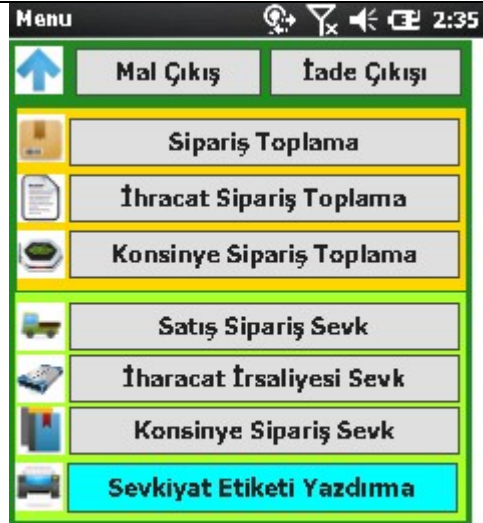 Menu 2:35
Mal Çıkış İade Çıkışı
Sipariş Toplama
İhracat Sipariş Toplama
Konsinye Sipariş Toplama
Satış Sipariş Sevk
İharacat İrsaliyesi Sevk
Konsinye Sipariş Sevk
Sevkiyat Etiketi Yazdırma